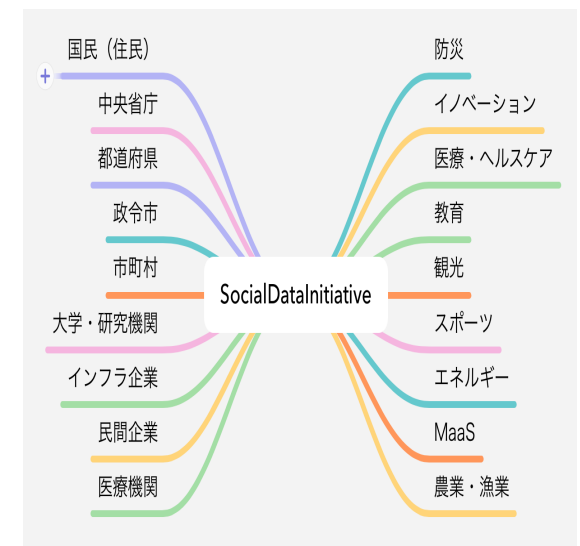 国民（住民）
中央省庁
都道府県
政令市
市町村
大学・研究機関
インフラ企業
民間企業
医療機関
SocialDataInitiative
防災
イノベーション
医療・ヘルスケア
教育
観光
スポーツ
エネルギー
MaaS
農業・漁業